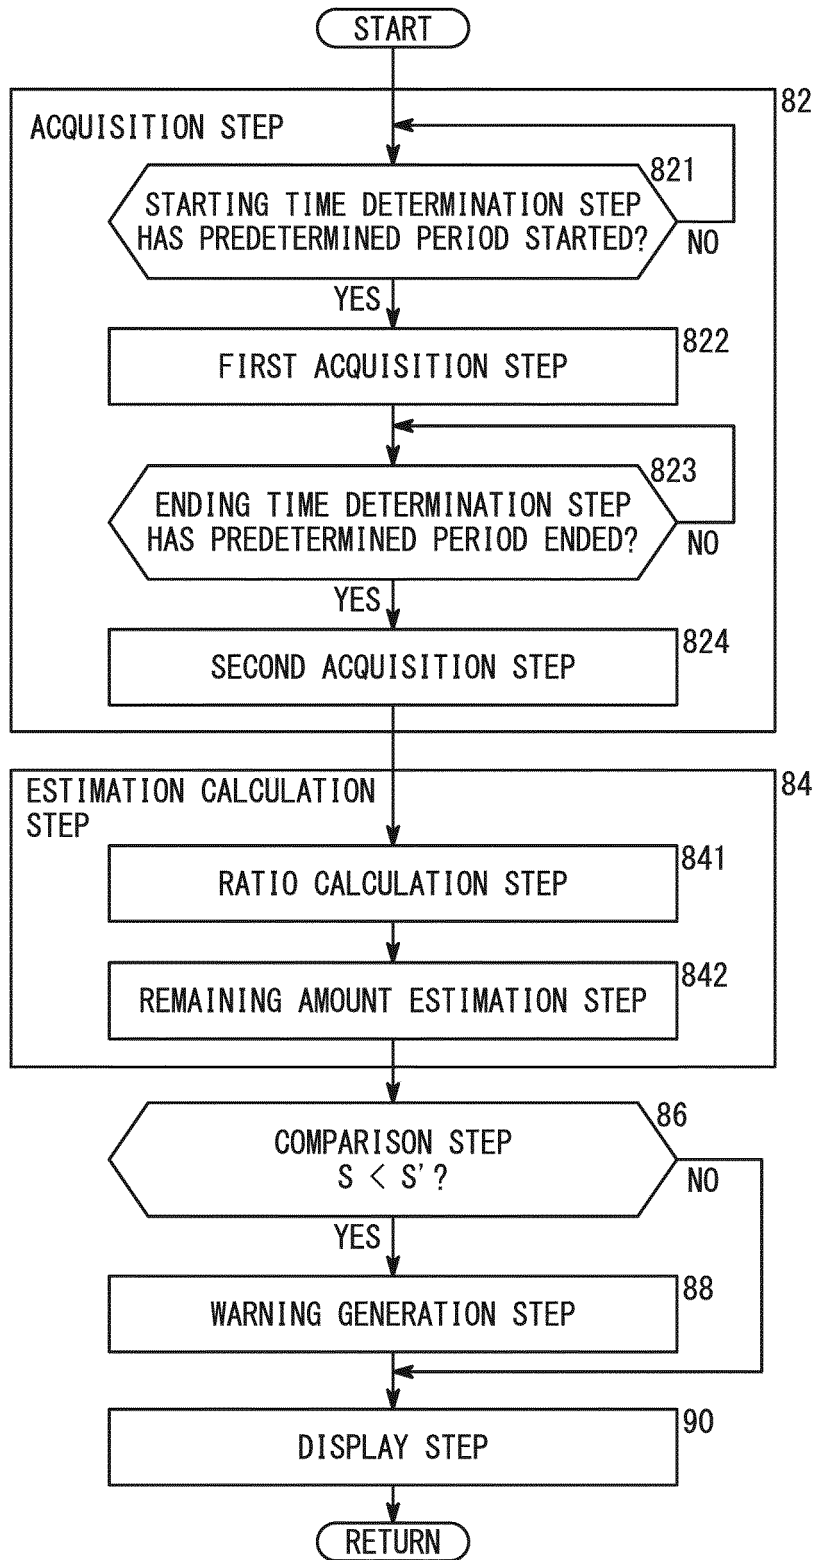 START
82
ACQUISITION STEP
821
STARTING TIME DETERMINATION STEP
HAS PREDETERMINED PERIOD STARTED?
NO
YES
822
FIRST ACQUISITION STEP
823
ENDING TIME DETERMINATION STEP
HAS PREDETERMINED PERIOD ENDED?
NO
YES
824
SECOND ACQUISITION STEP
84
ESTIMATION CALCULATION
STEP
841
RATIO CALCULATION STEP
842
REMAINING AMOUNT ESTIMATION STEP
86
COMPARISON STEP
S < S'?
NO
YES
88
WARNING GENERATION STEP
90
DISPLAY STEP
RETURN